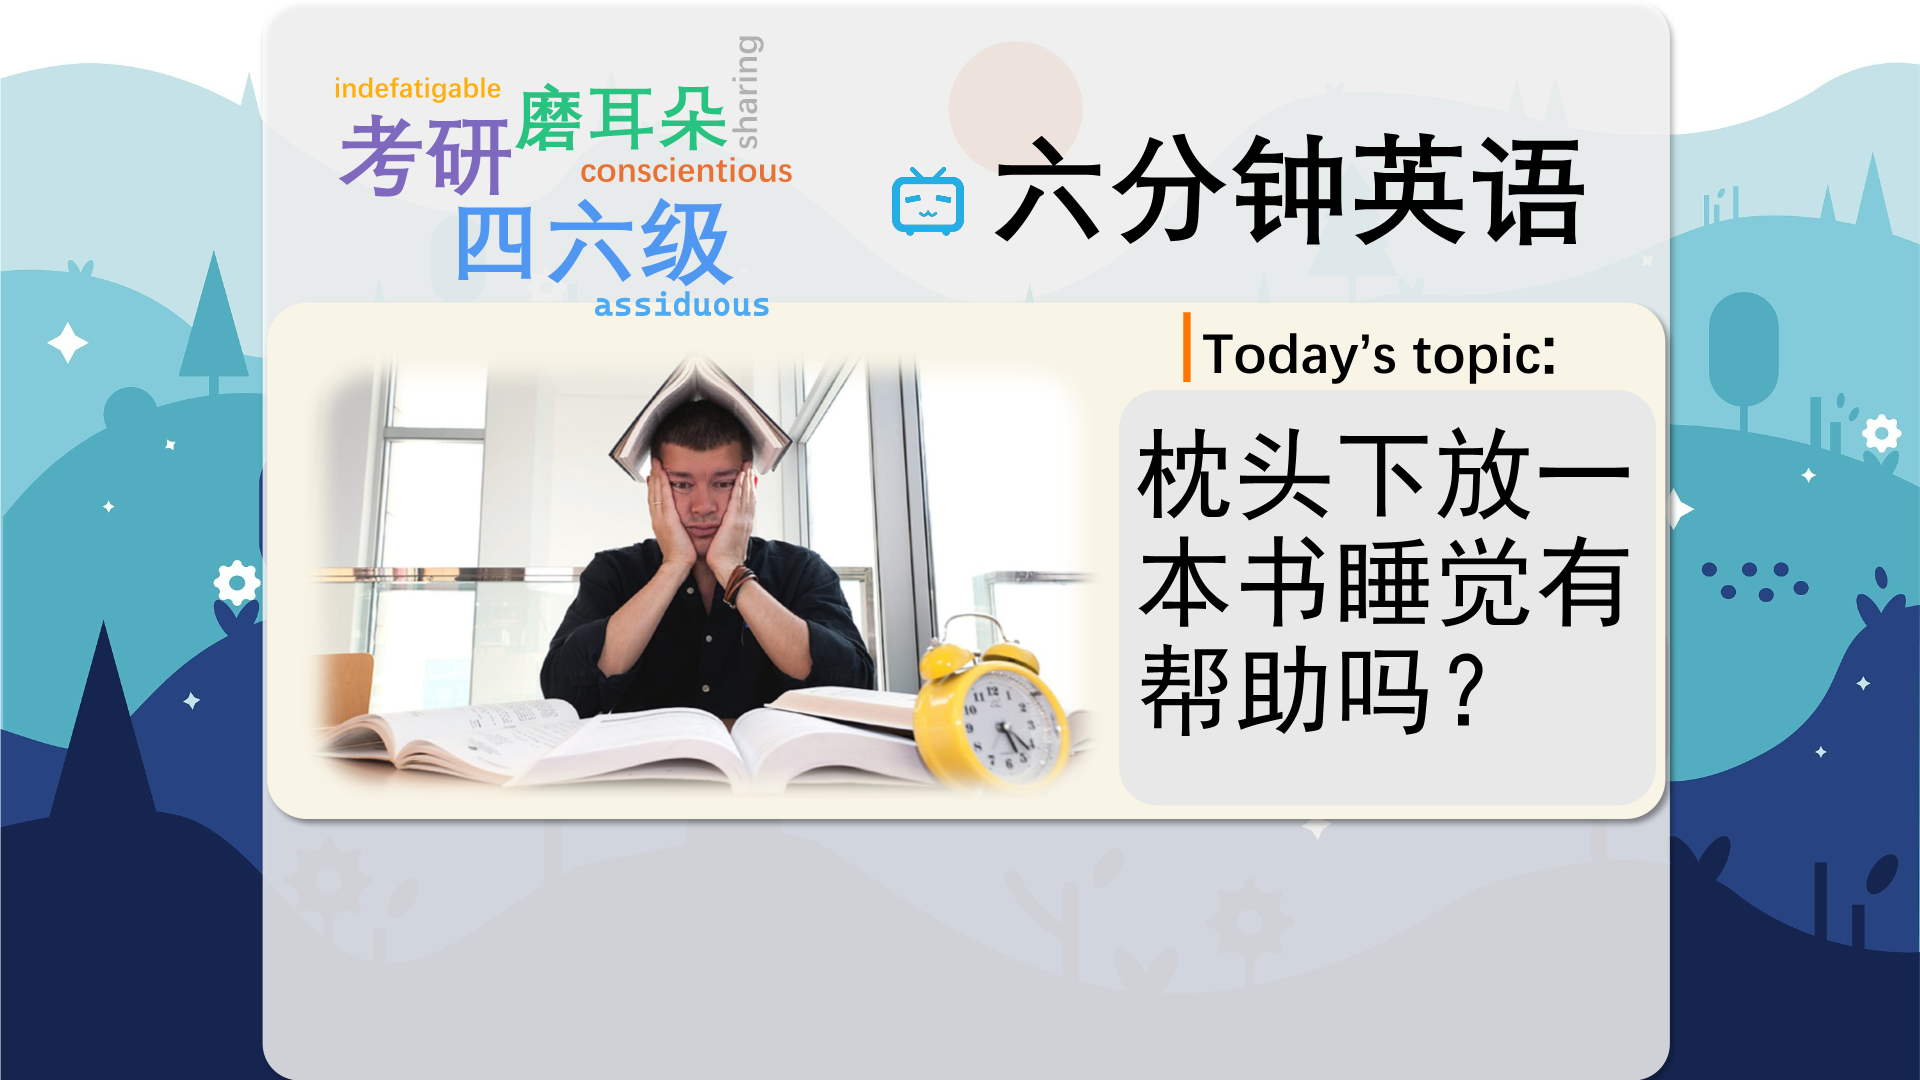 indefatigable
sharing
磨耳朵
考研
conscientious
四六级
assiduous
六分钟英语
Today’s topic:
枕头下放一
本书睡觉有
帮助吗？